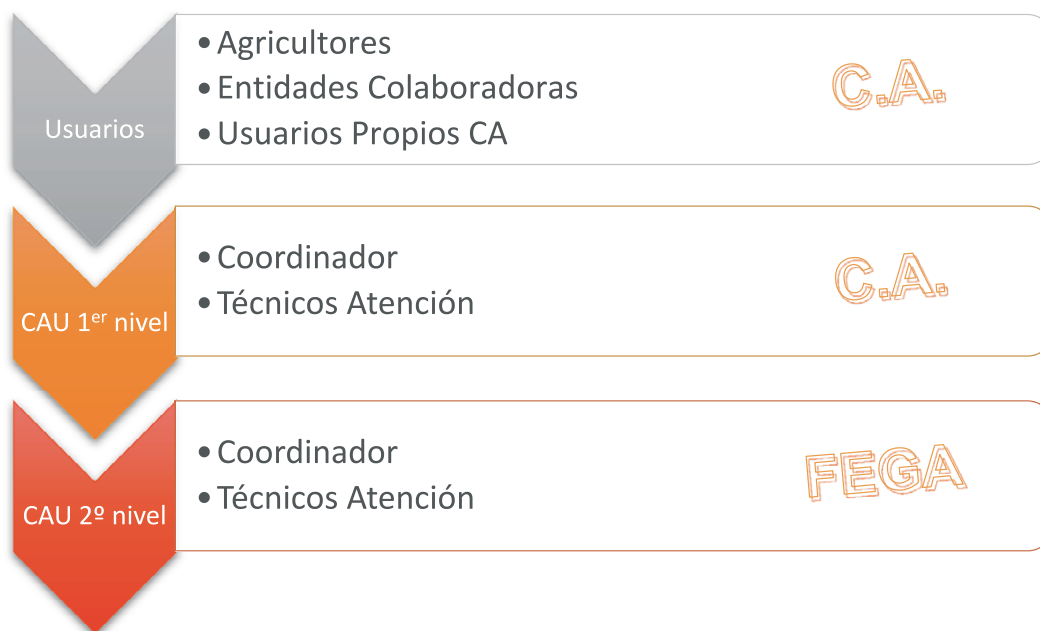 Usuarios
• Agricultores
• Entidades Colaboradoras
• Usuarios Propios CA
C.A.
CAU 1er nivel
• Coordinador
• Técnicos Atención
C.A.
CAU 2º nivel
• Coordinador
• Técnicos Atención
FEGA